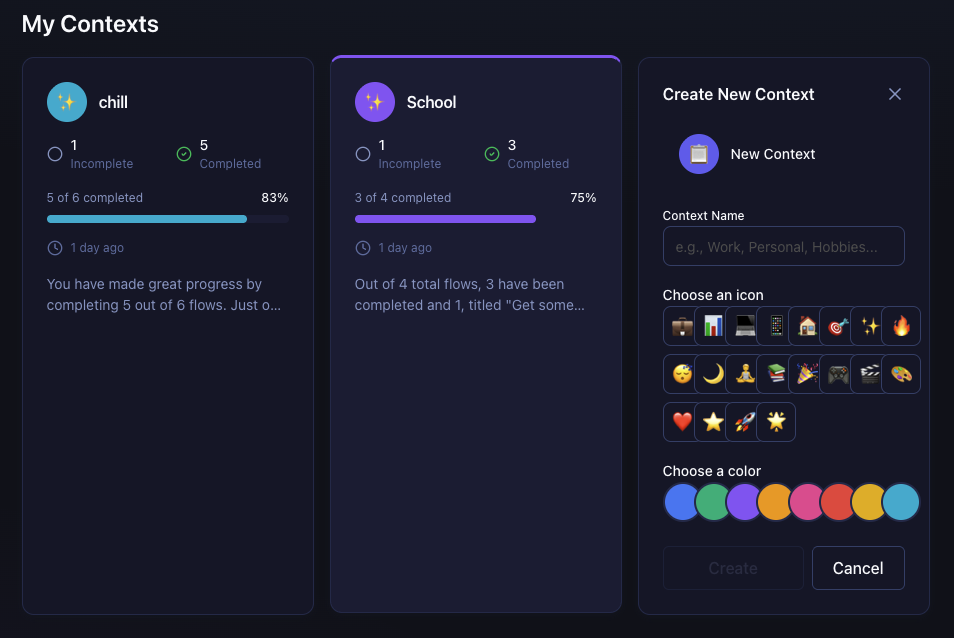 My Contexts
chill
1
Incomplete
5
Completed
5 of 6 completed
83%
1 day ago
You have made great progress by
completing 5 out of 6 flows. Just o...
School
1
Incomplete
3
Completed
3 of 4 completed
75%
1 day ago
Out of 4 total flows, 3 have been
completed and 1, titled "Get some...
Create New Context
New Context
Context Name
e.g., Work, Personal, Hobbies...
Choose an icon
Choose a color
Create
Cancel